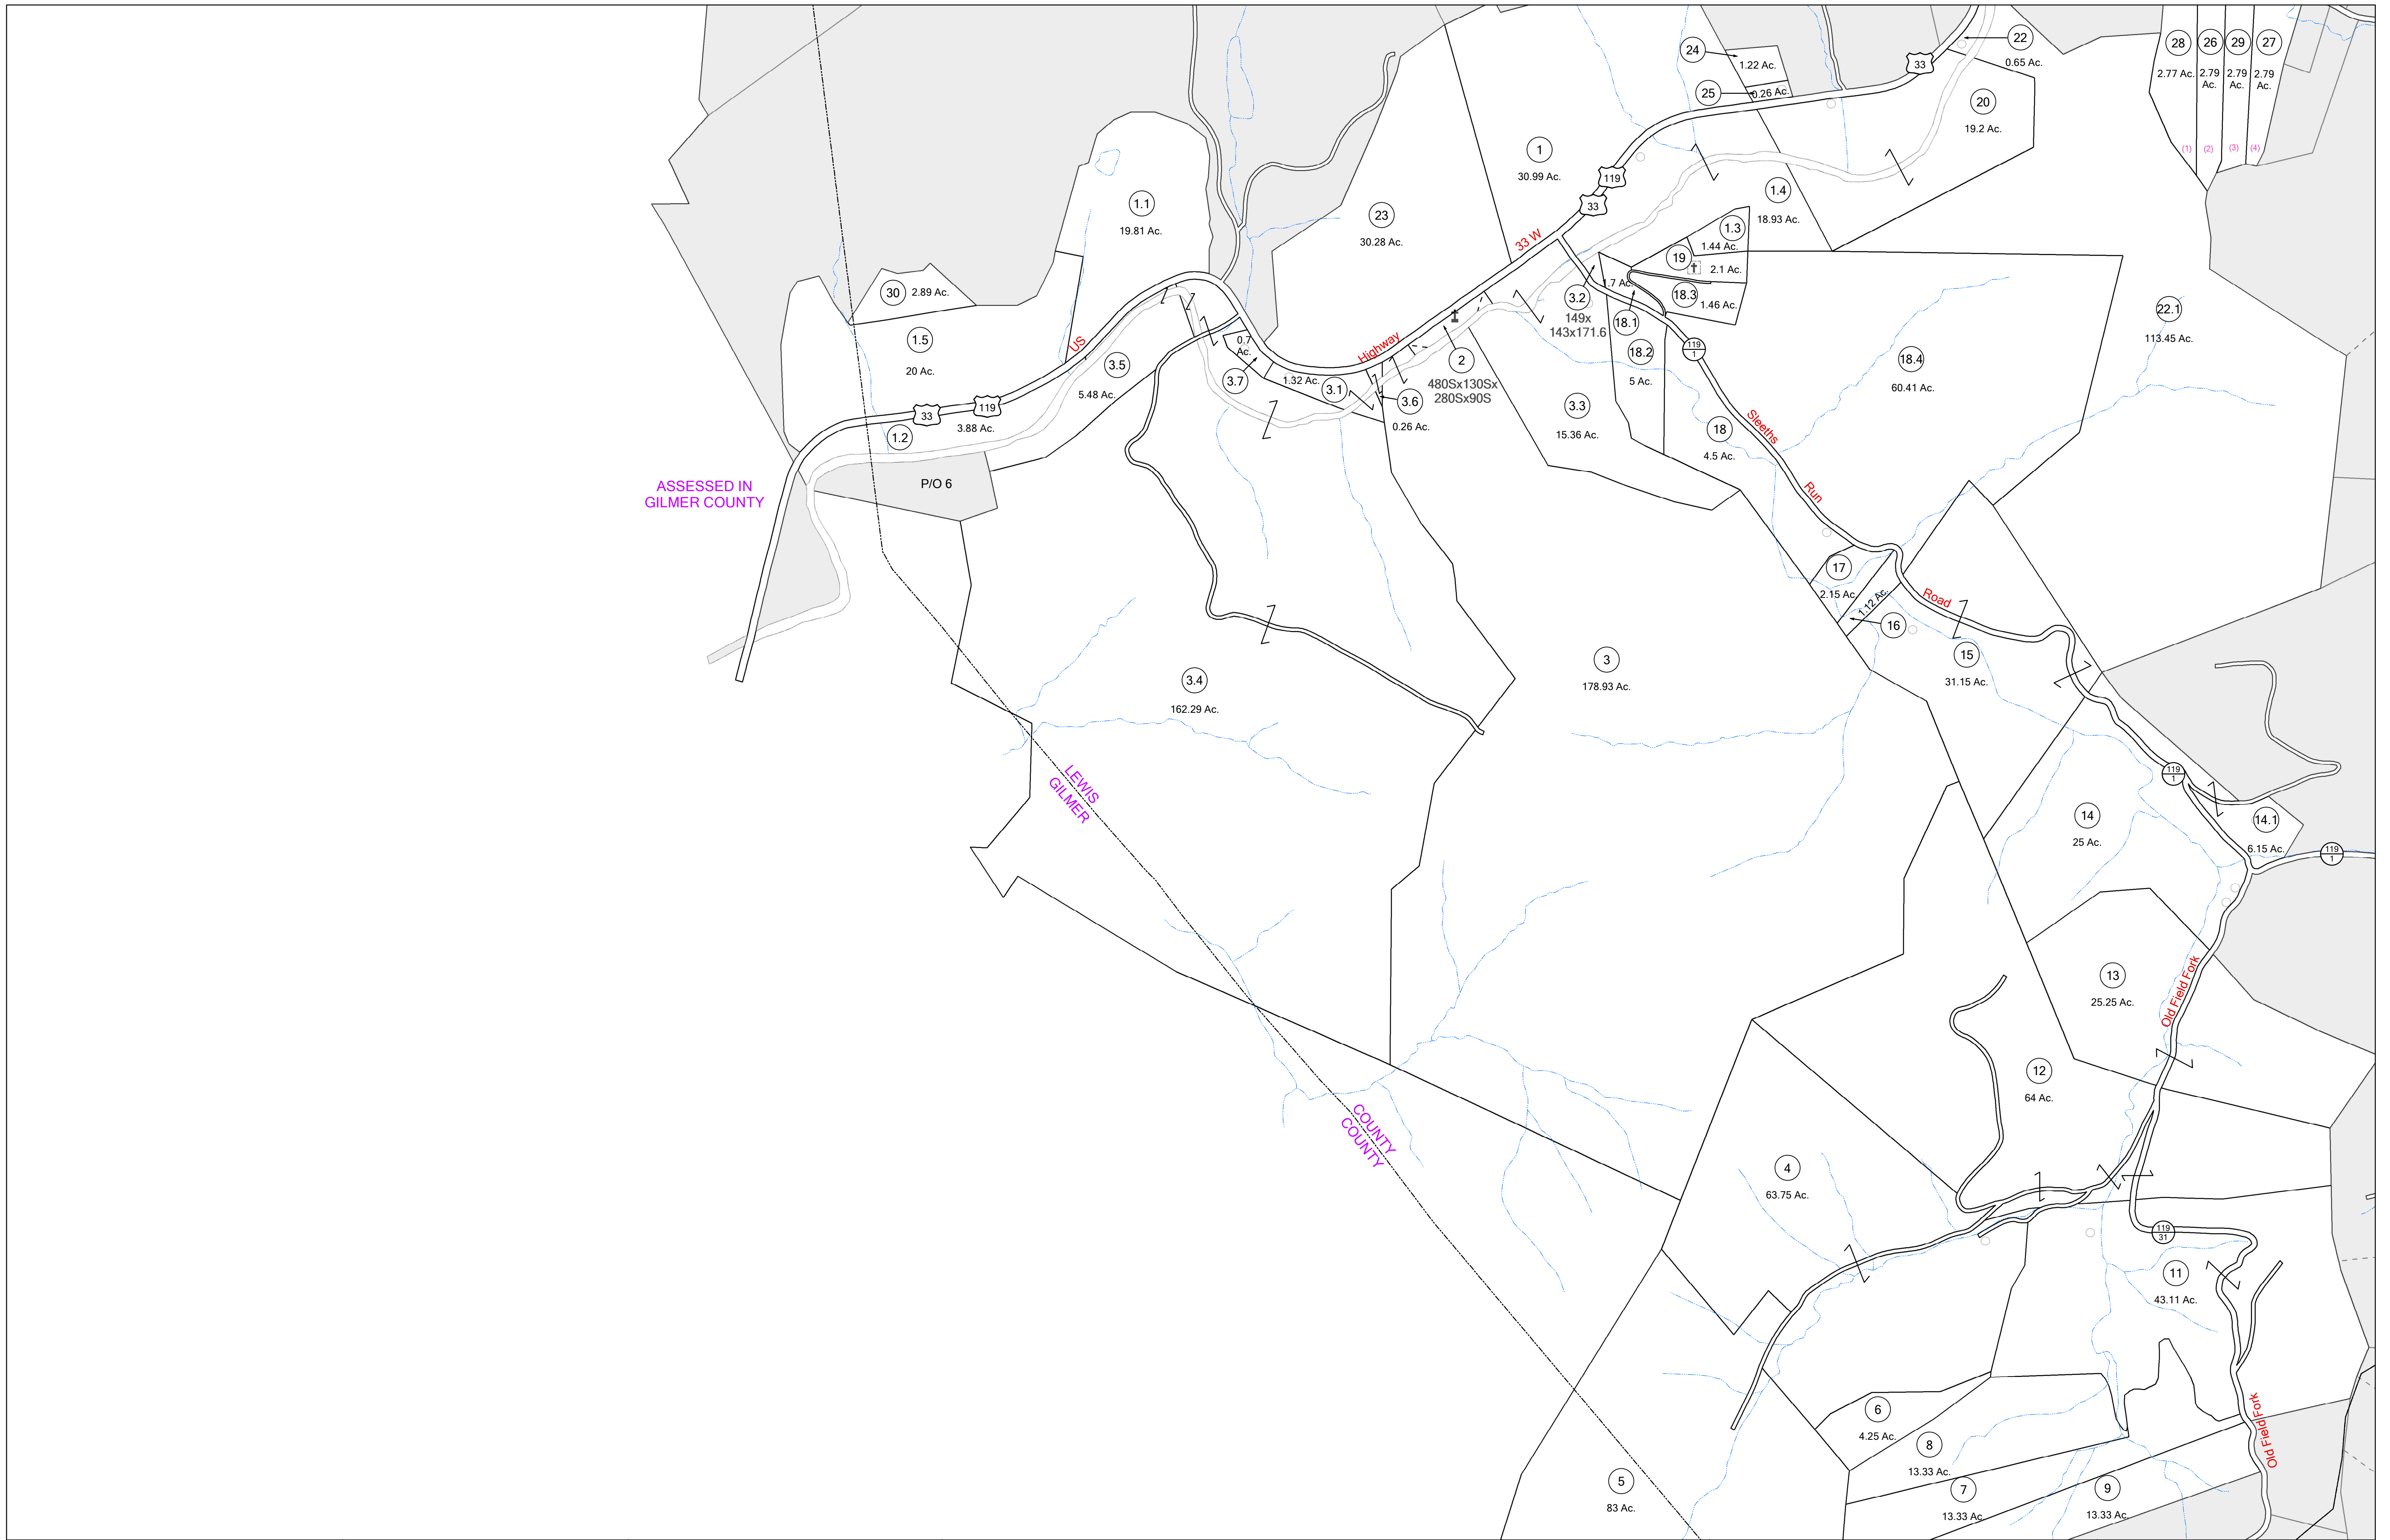 22
0.65 Ac.
28
26
29
27
2.77 Ac.
2.79
Ac.
2.79
Ac.
2.79
Ac.
(1)
(2)
(3)
(4)
24
1.22 Ac.
25
0.26 Ac.
33
20
19.2 Ac.
1
30.99 Ac.
119
33
1.4
18.93 Ac.
1.1
19.81 Ac.
23
30.28 Ac.
33 W
1.3
1.44 Ac.
19
2.1 Ac.
1.7 Ac.
18.3
1.46 Ac.
3.2
149x
143x171.6
18.1
18.2
5 Ac.
119
1
22.1
113.45 Ac.
18.4
60.41 Ac.
30
2.89 Ac.
1.5
20 Ac.
US
3.5
5.48 Ac.
0.7
Ac.
3.7
1.32 Ac.
3.1
Highway
3.6
0.26 Ac.
2
480Sx130Sx
280Sx90S
3.3
15.36 Ac.
18
4.5 Ac.
Sleeths
33
119
3.88 Ac.
1.2
P/O 6
ASSESSED IN
GILMER COUNTY
Run
17
2.15 Ac.
1.12 Ac.
16
Road
15
31.15 Ac.
3.4
162.29 Ac.
3
178.93 Ac.
LEWIS
GILMER
119
1
14
25 Ac.
14.1
6.15 Ac.
119
1
13
25.25 Ac.
Old Field Fork
12
64 Ac.
COUNTY
COUNTY
4
63.75 Ac.
119
31
11
43.11 Ac.
6
4.25 Ac.
8
13.33 Ac.
Old Field Fork
5
83 Ac.
7
13.33 Ac.
9
13.33 Ac.